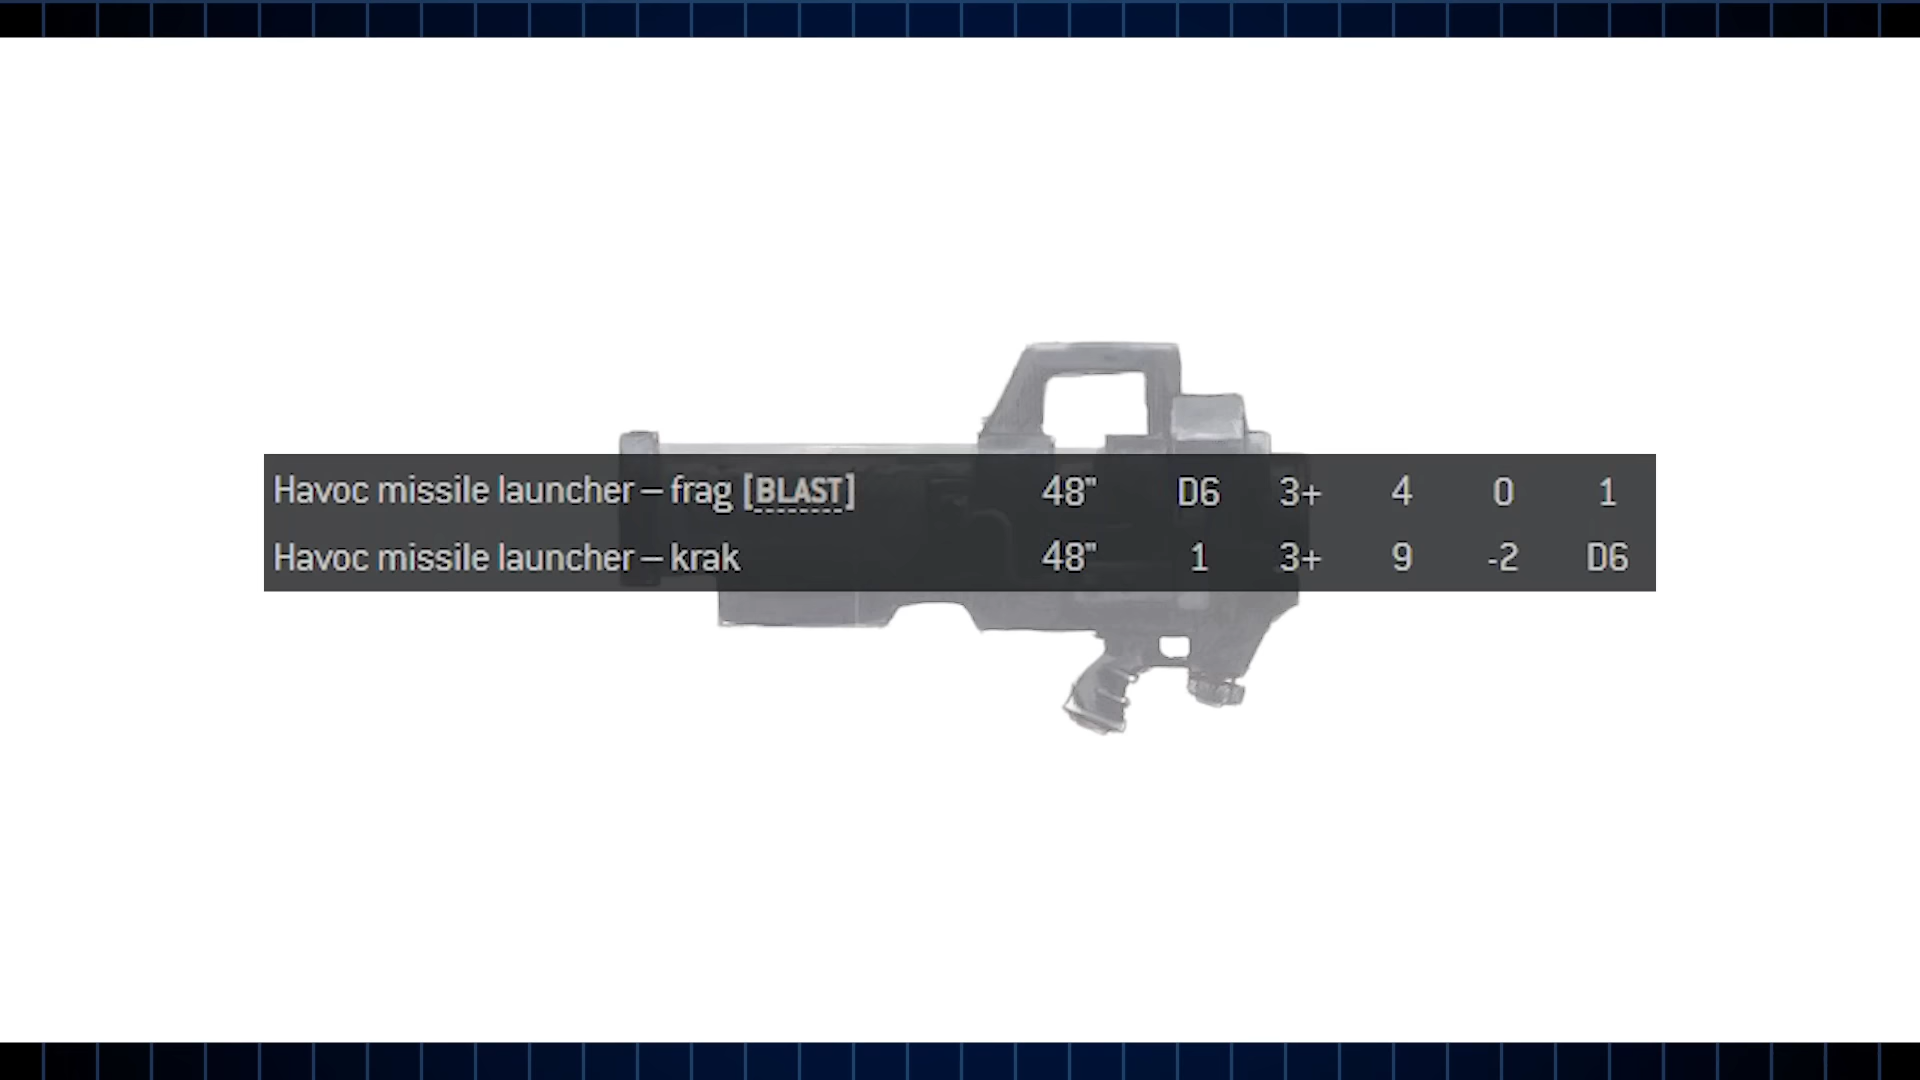 Havoc missile launcher – frag [BLAST] 48" D6 3+ 4 0 1
Havoc missile launcher – krak 48" 1 3+ 9 -2 D6